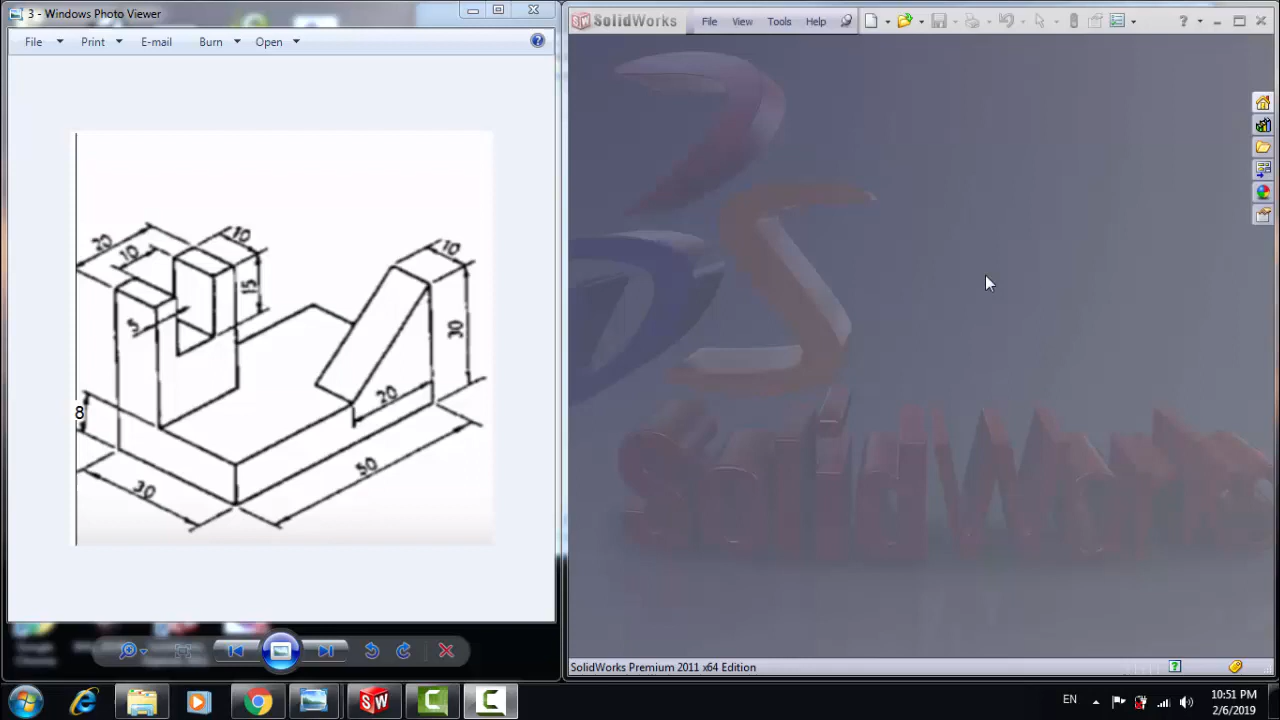 3 - Windows Photo Viewer
File Print E-mail Burn Open
SolidWorks File View Tools Help
20
10
10
15
5
10
30
20
8
30
50
SolidWorks
SolidWorks Premium 2011 x64 Edition
EN
10:51 PM
2/6/2019